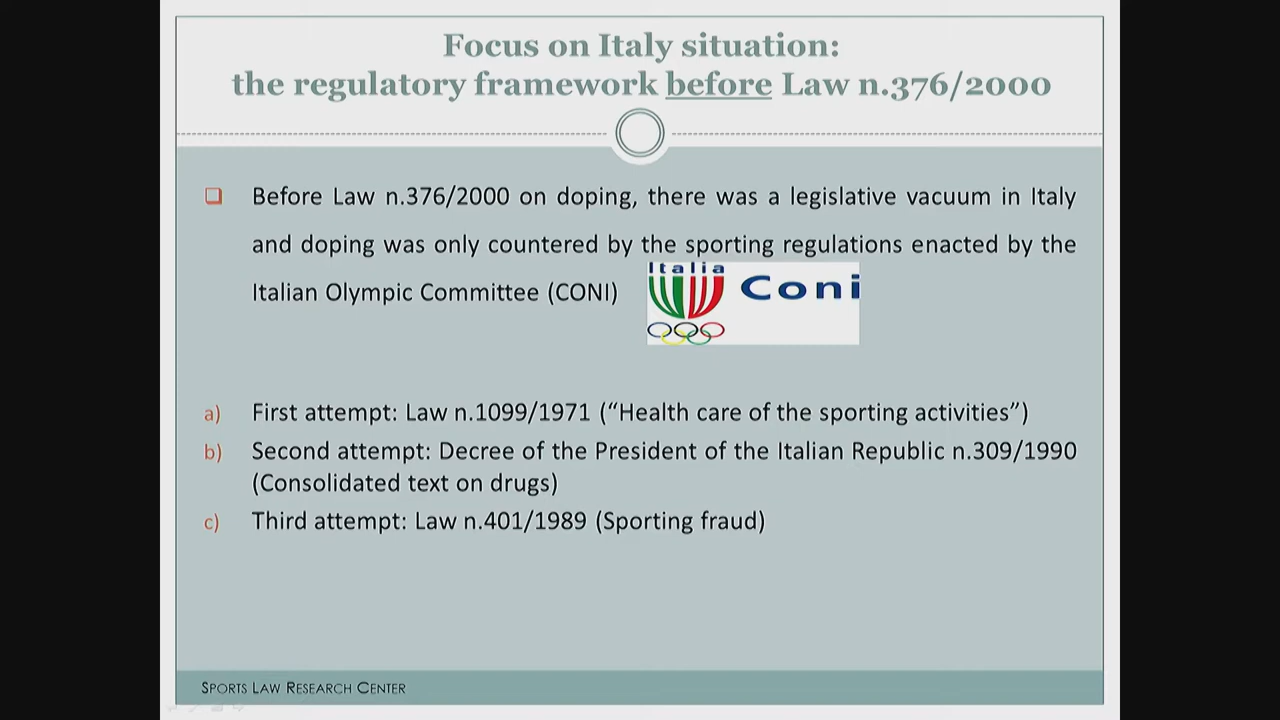 Focus on Italy situation:
the regulatory framework before Law n.376/2000
❑ Before Law n.376/2000 on doping, there was a legislative vacuum in Italy
and doping was only countered by the sporting regulations enacted by the
Italian Olympic Committee (CONI)
Italia
Coni
a) First attempt: Law n.1099/1971 (“Health care of the sporting activities”)
b) Second attempt: Decree of the President of the Italian Republic n.309/1990
(Consolidated text on drugs)
c) Third attempt: Law n.401/1989 (Sporting fraud)
SPORTS LAW RESEARCH CENTER